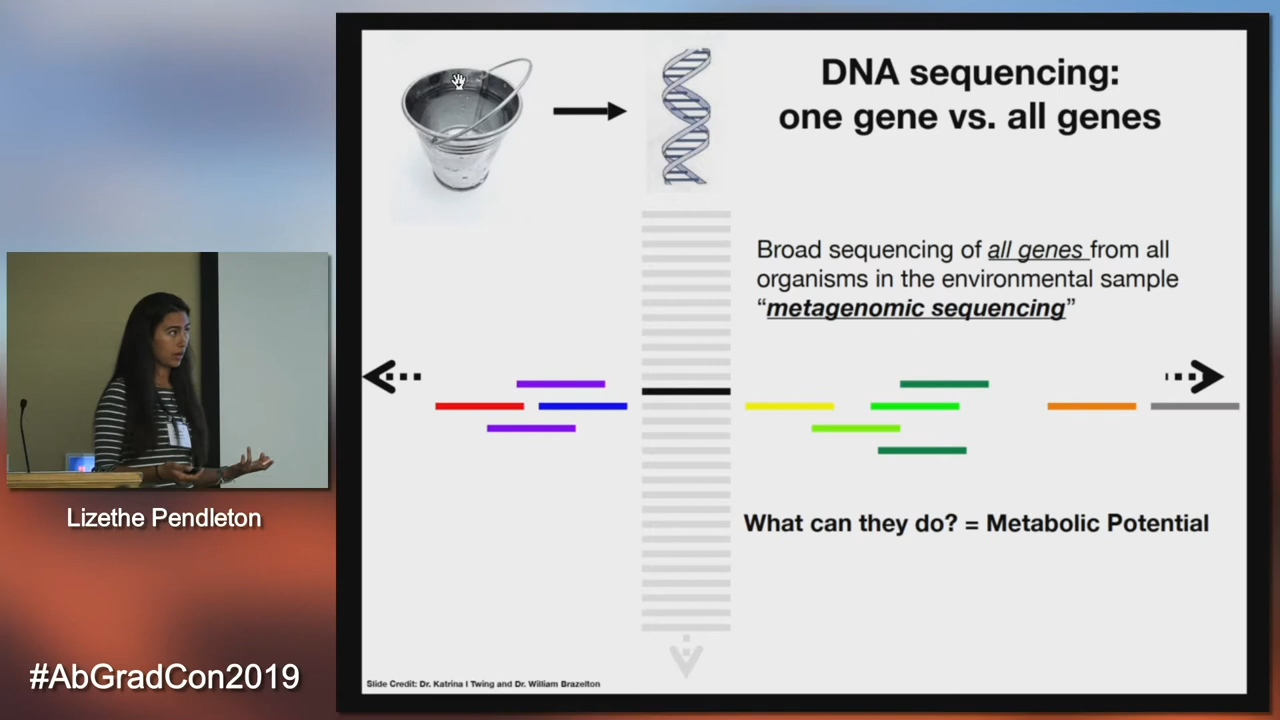 DNA sequencing:
one gene vs. all genes
Broad sequencing of all genes from all
organisms in the environmental sample
“metagenomic sequencing”
What can they do? = Metabolic Potential
Slide Credit: Dr. Katrina I Twing and Dr. William Brazelton
Lizethe Pendleton
#AbGradCon2019